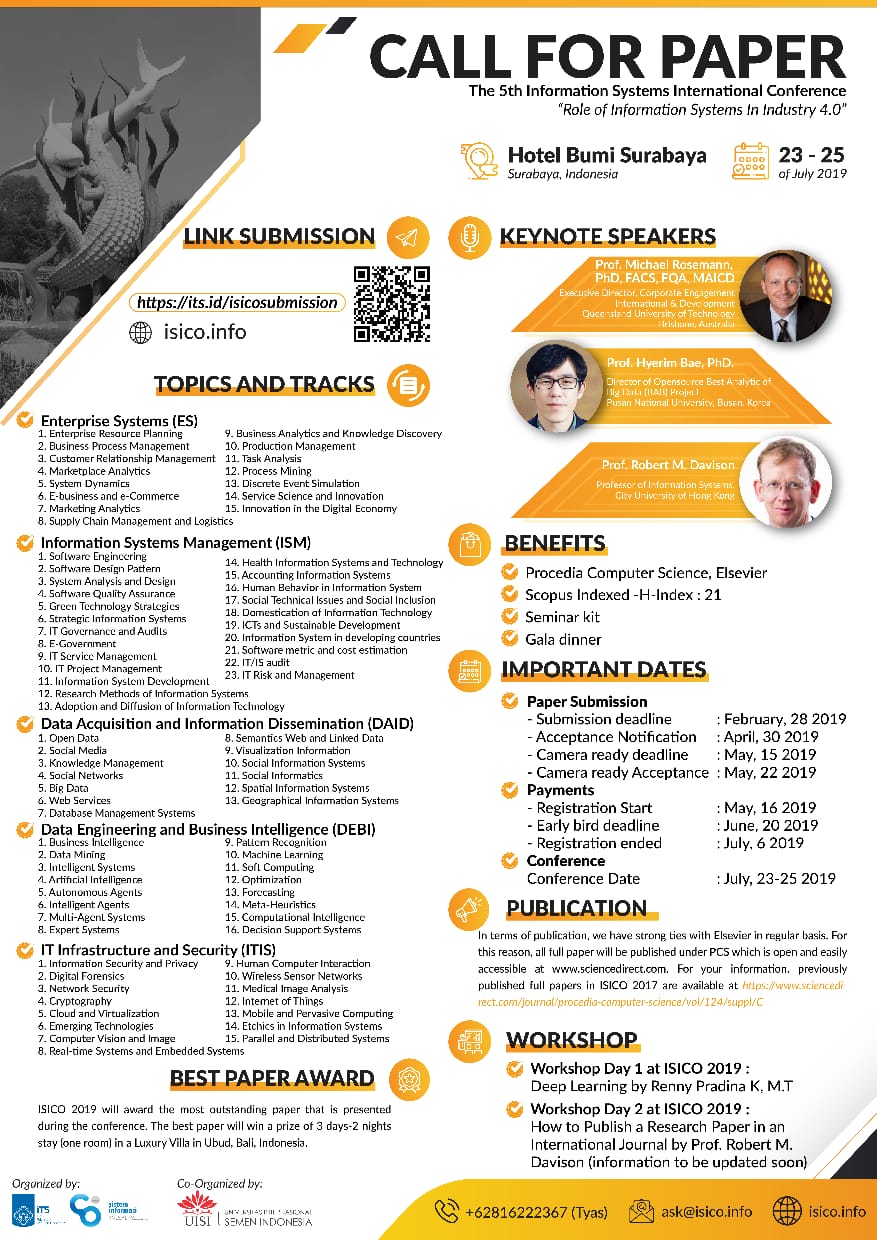 CALL FOR PAPER
The 5th Information Systems International Conference
“Role of Information Systems In Industry 4.0”
Hotel Bumi Surabaya
Surabaya, Indonesia
23 - 25
of July 2019
LINK SUBMISSION
https://its.id/isicosubmission
isico.info
TOPICS AND TRACKS
Enterprise Systems (ES)
1. Enterprise Resource Planning
2. Business Process Management
3. Customer Relationship Management
4. Marketplace Analytics
5. System Dynamics
6. E-business and e-Commerce
7. Marketing Analytics
8. Supply Chain Management and Logistics
9. Business Analytics and Knowledge Discovery
10. Production Management
11. Task Analysis
12. Process Mining
13. Discrete Event Simulation
14. Service Science and Innovation
15. Innovation in the Digital Economy
Information Systems Management (ISM)
1. Software Engineering
2. Software Design Pattern
3. System Analysis and Design
4. Software Quality Assurance
5. Green Technology Strategies
6. Strategic Information Systems
7. IT Governance and Audits
8. E-Government
9. IT Service Management
10. IT Project Management
11. Information System Development
12. Research Methods of Information Systems
13. Adoption and Diffusion of Information Technology
14. Health Information Systems and Technology
15. Accounting Information Systems
16. Human Behavior in Information System
17. Social Technical Issues and Social Inclusion
18. Domestication of Information Technology
19. ICTs and Sustainable Development
20. Information System in developing countries
21. Software metric and cost estimation
22. IT/IS audit
23. IT Risk and Management
Data Acquisition and Information Dissemination (DAID)
1. Open Data
2. Social Media
3. Knowledge Management
4. Social Networks
5. Big Data
6. Web Services
7. Database Management Systems
8. Semantics Web and Linked Data
9. Visualization Information
10. Social Information Systems
11. Social Informatics
12. Spatial Information Systems
13. Geographical Information Systems
Data Engineering and Business Intelligence (DEBI)
1. Business Intelligence
2. Data Mining
3. Intelligent Systems
4. Artificial Intelligence
5. Autonomous Agents
6. Intelligent Agents
7. Multi-Agent Systems
8. Expert Systems
9. Pattern Recognition
10. Machine Learning
11. Soft Computing
12. Optimization
13. Forecasting
14. Meta-Heuristics
15. Computational Intelligence
16. Decision Support Systems
IT Infrastructure and Security (ITIS)
1. Information Security and Privacy
2. Digital Forensics
3. Network Security
4. Cryptography
5. Cloud and Virtualization
6. Emerging Technologies
7. Computer Vision and Image
8. Real-time Systems and Embedded Systems
9. Human Computer Interaction
10. Wireless Sensor Networks
11. Medical Image Analysis
12. Internet of Things
13. Mobile and Pervasive Computing
14. Etchics in Information Systems
15. Parallel and Distributed Systems
BEST PAPER AWARD
ISICO 2019 will award the most outstanding paper that is presented
during the conference. The best paper will win a prize of 3 days-2 nights
stay (one room) in a Luxury Villa in Ubud, Bali, Indonesia.
KEYNOTE SPEAKERS
Prof. Michael Rosemann,
PhD, FACS, FQA, MAICD
Executive Director, Corporate Engagement
International & Development
Queensland University of Technology
Brisbane, Australia
Prof. Hyerim Bae, PhD.
Director of Opensource Best Analytic of
Big Data (BAB) Project
Pusan National University, Busan, Korea
Prof. Robert M. Davison
Professor of Information Systems,
City University of Hong Kong
BENEFITS
Procedia Computer Science, Elsevier
Scopus Indexed -H-Index : 21
Seminar kit
Gala dinner
IMPORTANT DATES
Paper Submission
- Submission deadline : February, 28 2019
- Acceptance Notification : April, 30 2019
- Camera ready deadline : May, 15 2019
- Camera ready Acceptance : May, 22 2019
Payments
- Registration Start : May, 16 2019
- Early bird deadline : June, 20 2019
- Registration ended : July, 6 2019
Conference
Conference Date : July, 23-25 2019
PUBLICATION
In terms of publication, we have strong ties with Elsevier in regular basis. For
this reason, all full paper will be published under PCS which is open and easily
accessible at www.sciencedirect.com. For your information, previously
published full papers in ISICO 2017 are available at https://www.sciencedi-
rect.com/journal/procedia-computer-science/vol/124/suppl/C
WORKSHOP
Workshop Day 1 at ISICO 2019 :
Deep Learning by Renny Pradina K, M.T
Workshop Day 2 at ISICO 2019 :
How to Publish a Research Paper in an
International Journal by Prof. Robert M.
Davison (information to be updated soon)
Organized by:
ITS
sistem
informasi
Co-Organized by:
UISI
UNIVERSITAS INTERNASIONAL
SEMEN INDONESIA
+62816222367 (Tyas)
ask@isico.info
isico.info